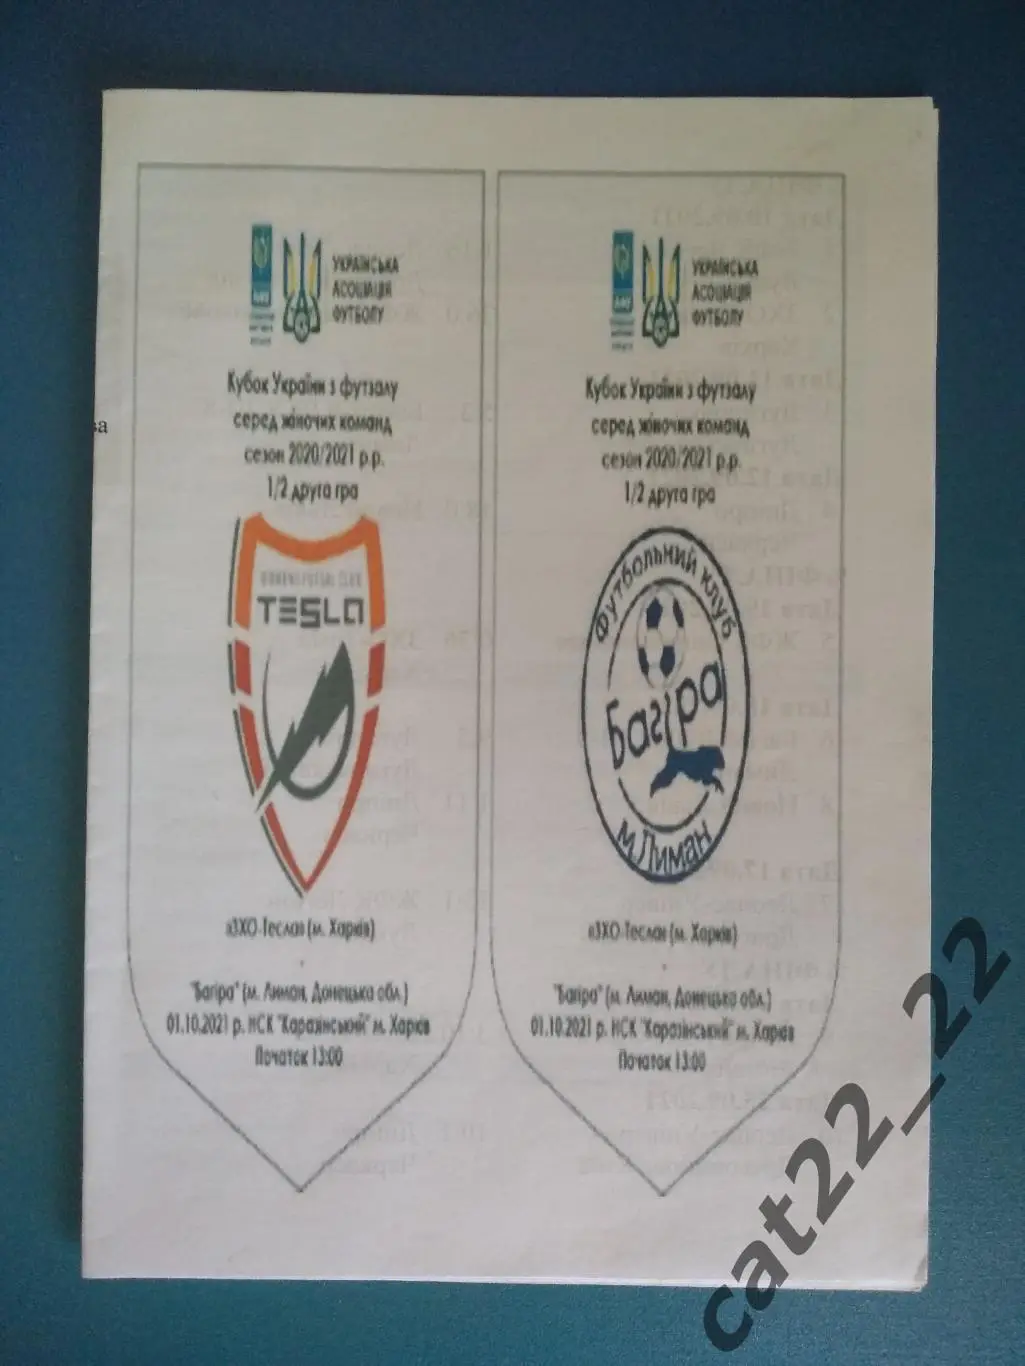 за
УКРАЇНСЬКА
АСОЦІАЦІЯ
ФУТБОЛУ
Кубок України з футзалу
серед жіночих команд
сезон 2020/2021 р.р.
1/2 друга гра
TESLA
«ЗХО-Тесла» (м. Харків)
"Багіра" (м. Лиман, Донецька обл.)
01.10.2021 р. НСК "Каразінський" м. Харків
Початок 13:00
УКРАЇНСЬКА
АСОЦІАЦІЯ
ФУТБОЛУ
Кубок України з футзалу
серед жіночих команд
сезон 2020/2021 р.р.
1/2 друга гра
Футбольний клуб
Багіра
м.Лиман
«ЗХО-Тесла» (м. Харків)
"Багіра" (м. Лиман, Донецька обл.)
01.10.2021 р. НСК "Каразінський" м. Харків
Початок 13:00
cat22_22